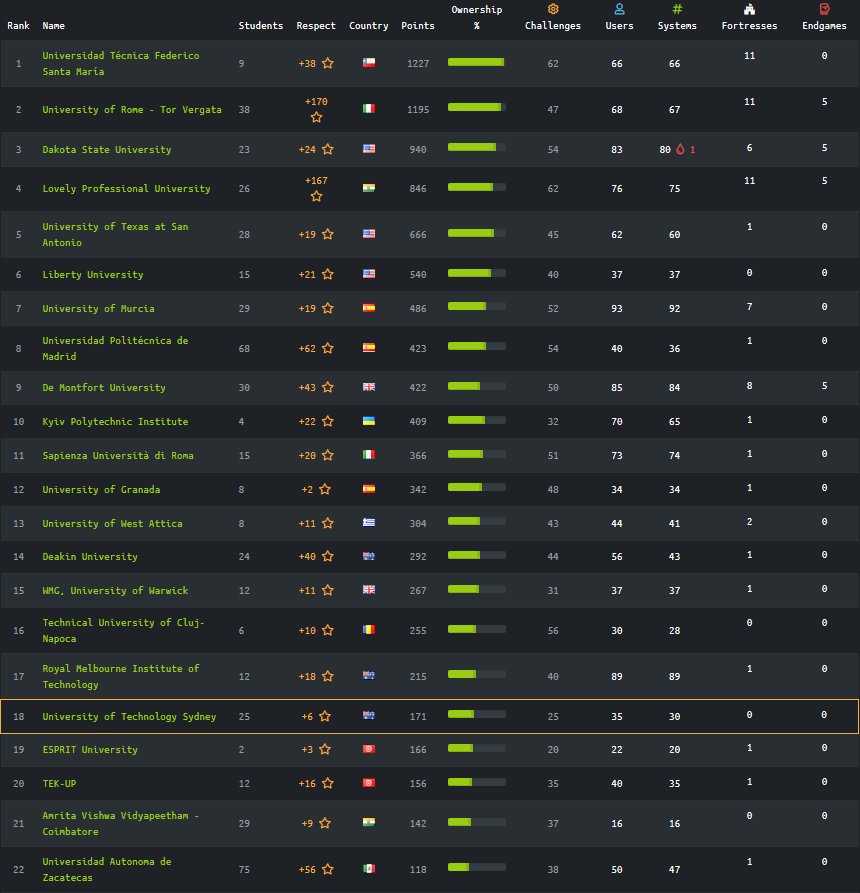 Rank Name Students Respect Country Points Ownership % Challenges Users Systems Fortresses Endgames
1 Universidad Técnica Federico Santa María 9 +38 1227 62 66 66 11 0
2 University of Rome - Tor Vergata 38 +170 1195 47 68 67 11 5
3 Dakota State University 23 +24 940 54 83 80 1 6 5
4 Lovely Professional University 26 +167 846 62 76 75 11 5
5 University of Texas at San Antonio 28 +19 666 45 62 60 1 0
6 Liberty University 15 +21 540 40 37 37 0 0
7 University of Murcia 29 +19 486 52 93 92 7 0
8 Universidad Politécnica de Madrid 68 +62 423 54 40 36 1 0
9 De Montfort University 30 +43 422 50 85 84 8 5
10 Kyiv Polytechnic Institute 4 +22 409 32 70 65 1 0
11 Sapienza Università di Roma 15 +20 366 51 73 74 1 0
12 University of Granada 8 +2 342 48 34 34 1 0
13 University of West Attica 8 +11 304 43 44 41 2 0
14 Deakin University 24 +40 292 44 56 43 1 0
15 WMG, University of Warwick 12 +11 267 31 37 37 1 0
16 Technical University of Cluj-Napoca 6 +10 255 56 30 28 0 0
17 Royal Melbourne Institute of Technology 12 +18 215 40 89 89 1 0
18 University of Technology Sydney 25 +6 171 25 35 30 0 0
19 ESPRIT University 2 +3 166 20 22 20 1 0
20 TEK-UP 12 +16 156 35 40 35 1 0
21 Amrita Vishwa Vidyapeetham - Coimbatore 29 +9 142 37 16 16 0 0
22 Universidad Autonoma de Zacatecas 75 +56 118 38 50 47 1 0